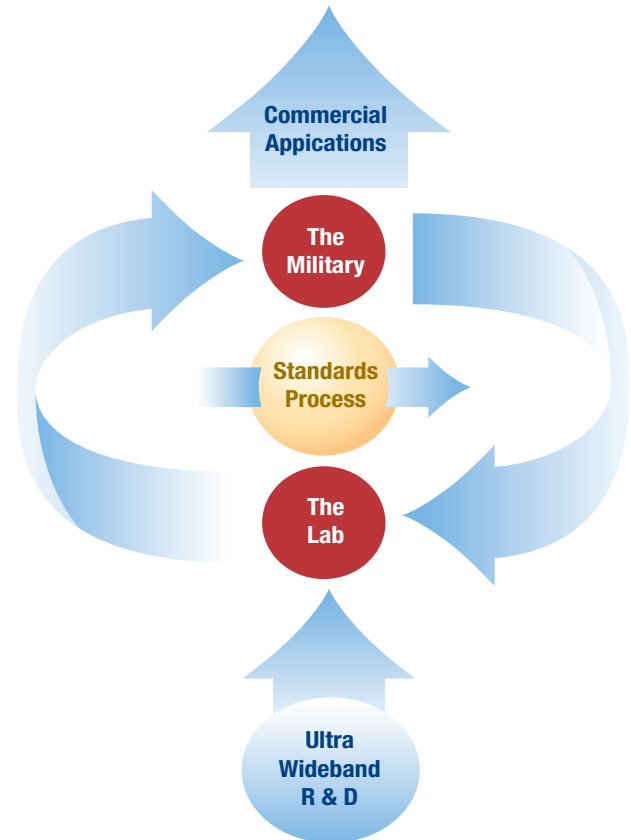 Commercial
Appications
The
Military
Standards
Process
The
Lab
Ultra
Wideband
R & D